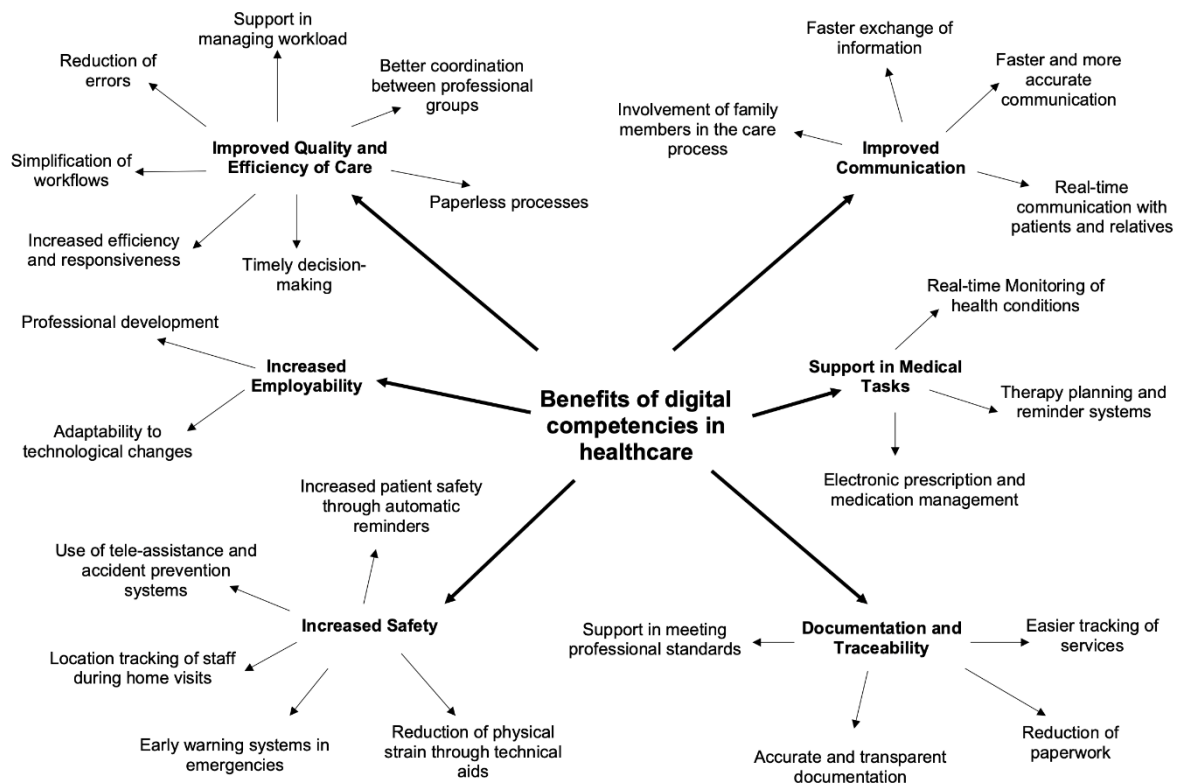 Support in
managing workload
Reduction of
errors
Better coordination
between professional
groups
Improved Quality and
Efficiency of Care
Simplification of
workflows
Paperless processes
Increased efficiency
and responsiveness
Timely decision-
making
Faster exchange of
information
Faster and more
accurate
communication
Involvement of family
members in the care
process
Improved
Communication
Real-time
communication with
patients and relatives
Professional development
Increased
Employability
Adaptability to
technological changes
Benefits of digital
competencies in
healthcare
Real-time Monitoring of
health conditions
Support in Medical
Tasks
Therapy planning and
reminder systems
Electronic prescription and
medication management
Increased patient safety
through automatic
reminders
Use of tele-assistance and
accident prevention
systems
Increased Safety
Location tracking of staff
during home visits
Early warning systems in
emergencies
Reduction of physical
strain through technical
aids
Support in meeting
professional standards
Documentation and
Traceability
Easier tracking of
services
Accurate and transparent
documentation
Reduction of
paperwork